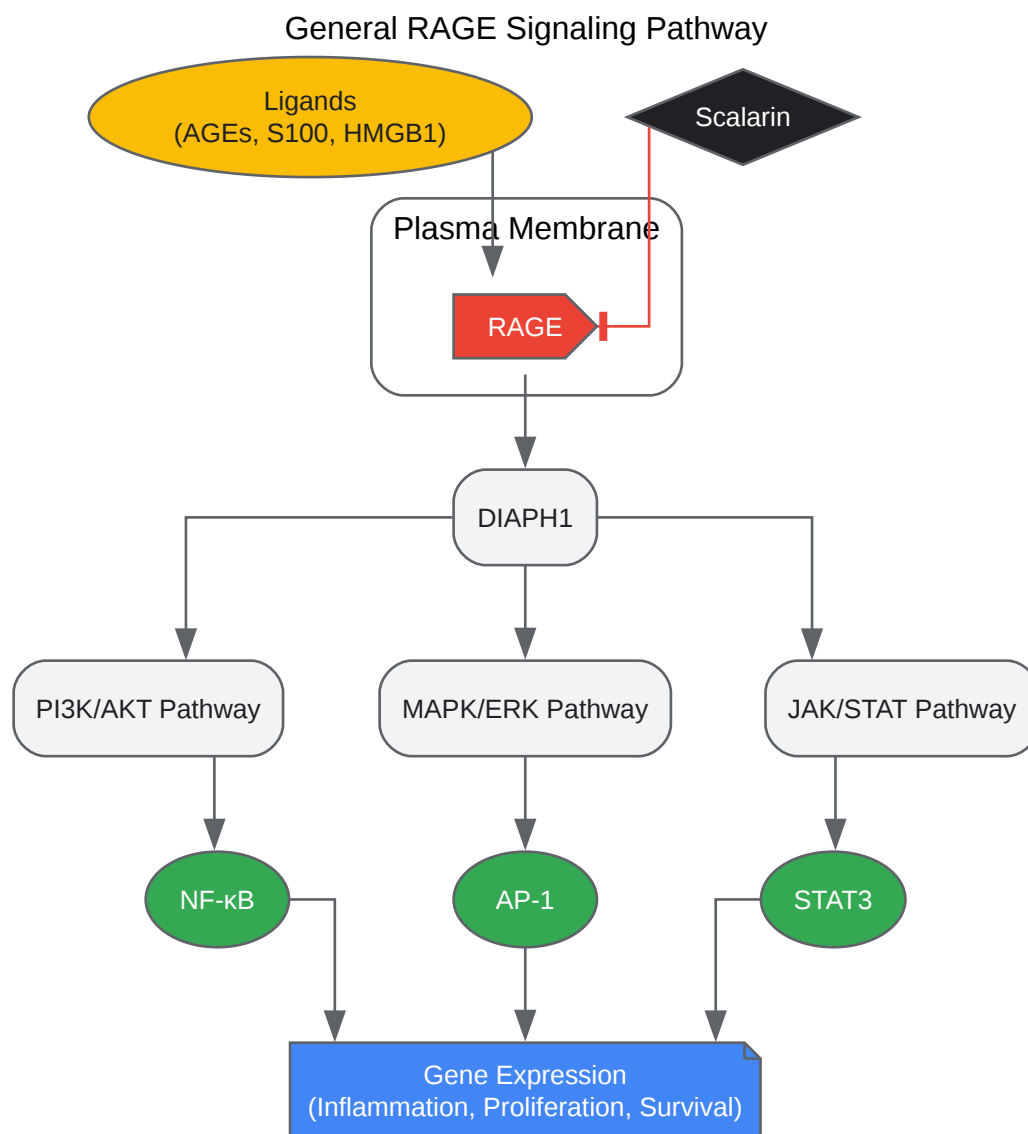 General RAGE Signaling Pathway
Ligands
(AGEs, S100, HMGB1)
Scalarin
Plasma Membrane
RAGE
DIAPH1
PI3K/AKT Pathway
MAPK/ERK Pathway
JAK/STAT Pathway
NF-κB
AP-1
STAT3
Gene Expression
(Inflammation, Proliferation, Survival)